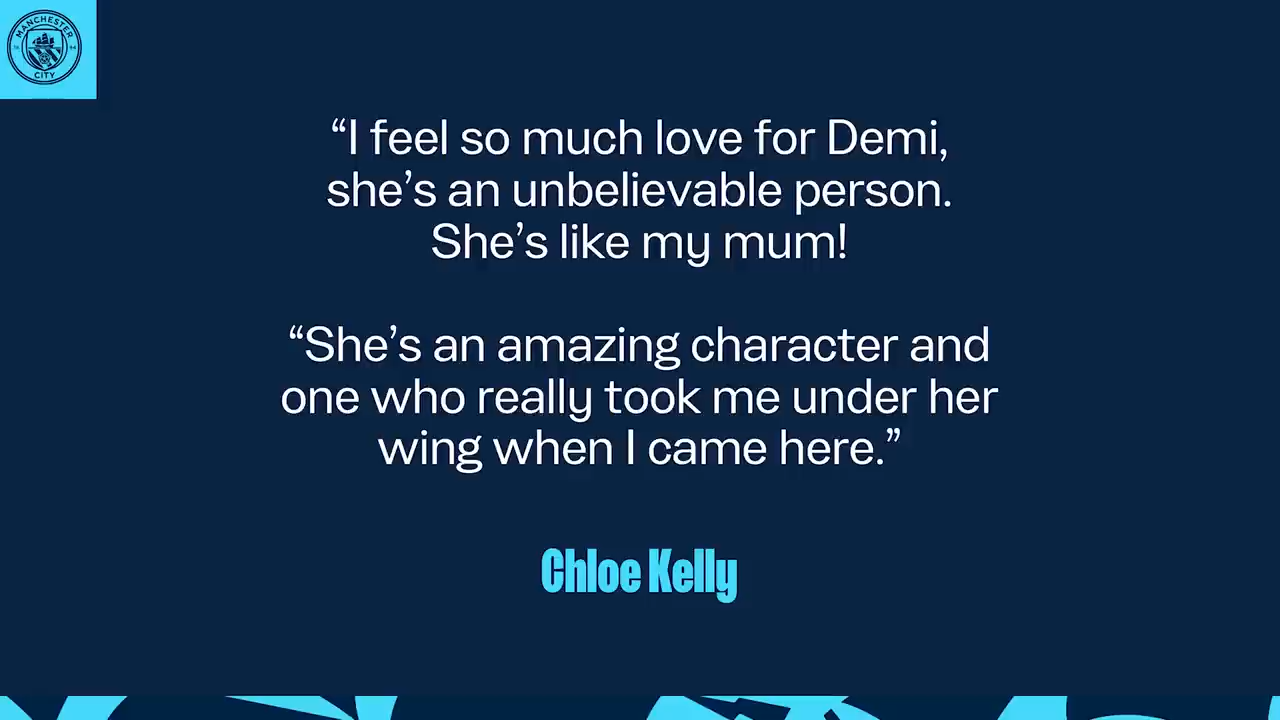 MANCHESTER
CITY
“I feel so much love for Demi,
she’s an unbelievable person.
She’s like my mum!
“She’s an amazing character and
one who really took me under her
wing when I came here.”
Chloe Kelly